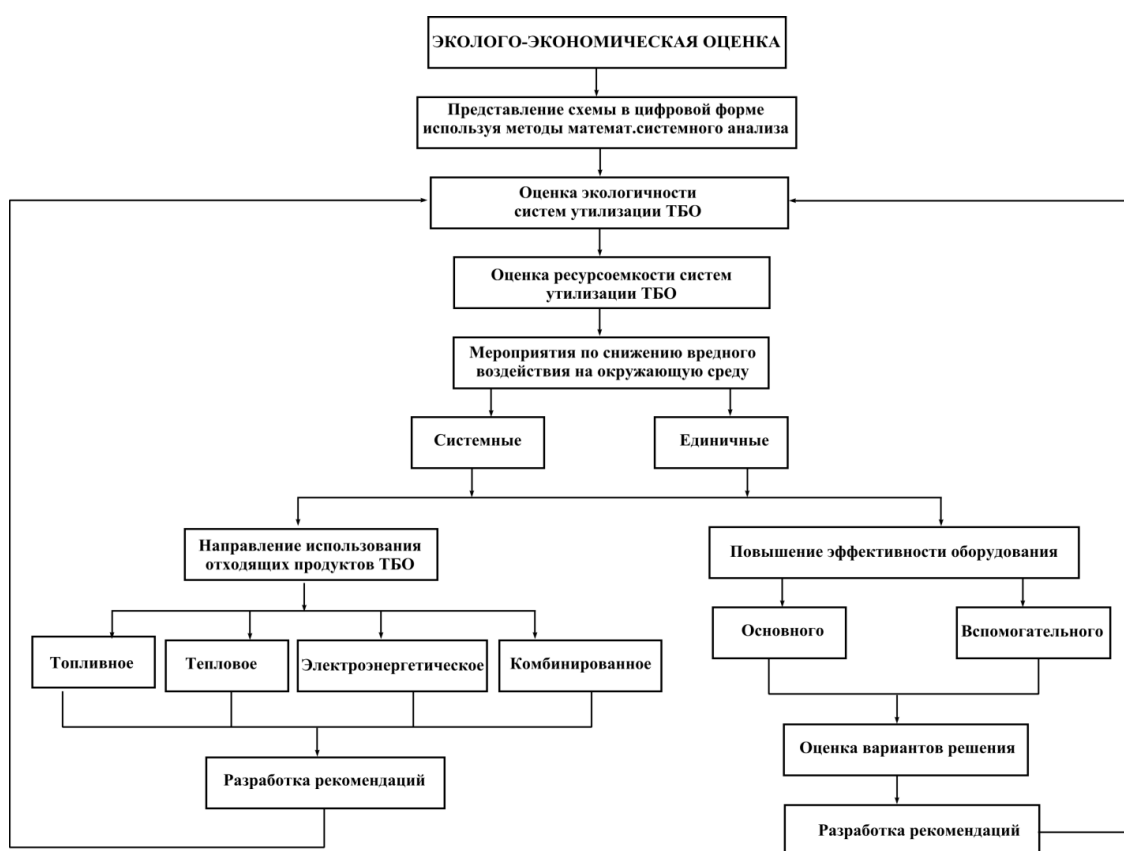 ЭКОЛОГО-ЭКОНОМИЧЕСКАЯ ОЦЕНКА
Представление схемы в цифровой форме
используя методы математ.системного анализа
Оценка экологичности
систем утилизации ТБО
Оценка ресурсоемкости систем
утилизации ТБО
Мероприятия по снижению вредного
воздействия на окружающую среду
Системные
Единичные
Направление использования
отходящих продуктов ТБО
Повышение эффективности оборудования
Основного
Вспомогательного
Топливное
Тепловое
Электроэнергетическое
Комбинированное
Оценка вариантов решения
Разработка рекомендаций
Разработка рекомендаций